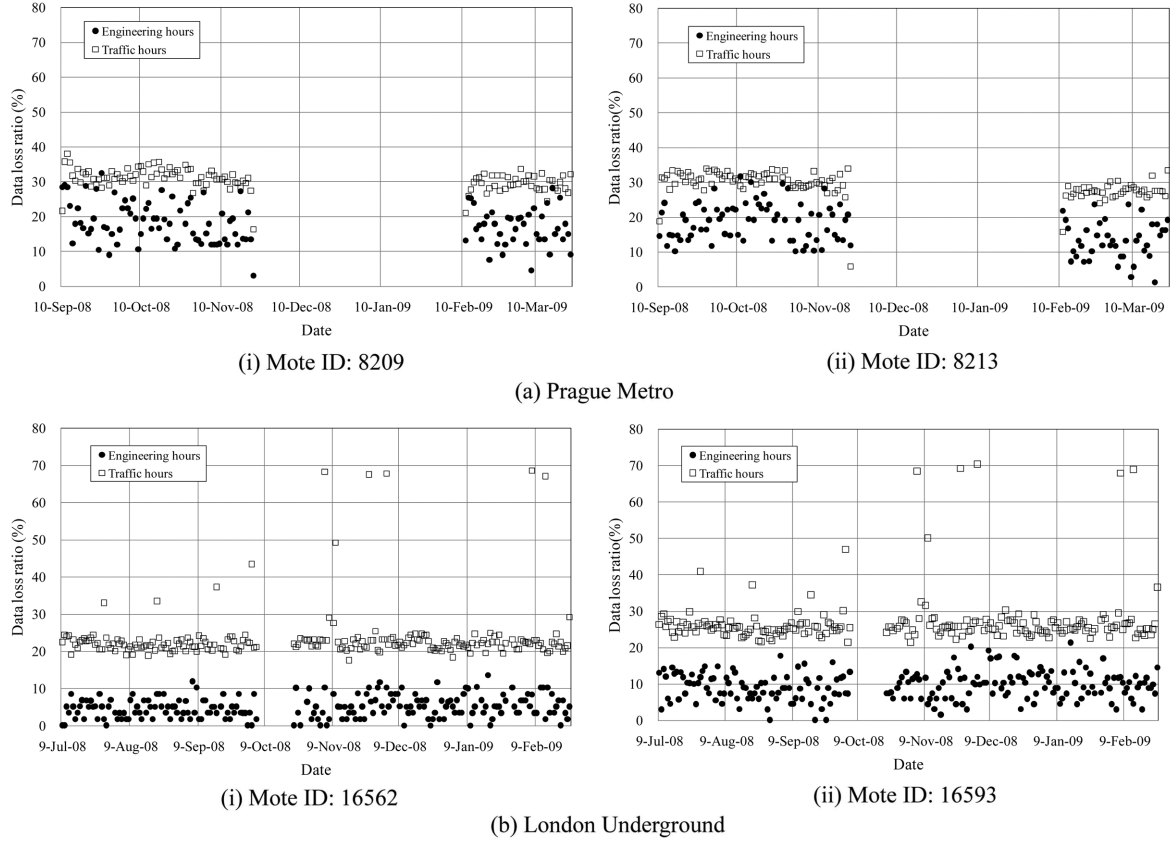 80
70
60
50
40
30
20
10
0
Data loss ratio (%)
Engineering hours
Traffic hours
10-Sep-08 10-Oct-08 10-Nov-08 10-Dec-08 10-Jan-09 10-Feb-09 10-Mar-09
Date
(i) Mote ID: 8209
80
70
60
50
40
30
20
10
0
Data loss ratio(%)
Engineering hours
Traffic hours
10-Sep-08 10-Oct-08 10-Nov-08 10-Dec-08 10-Jan-09 10-Feb-09 10-Mar-09
Date
(ii) Mote ID: 8213
(a) Prague Metro
80
70
60
50
40
30
20
10
0
Data loss ratio (%)
Engineering hours
Traffic hours
9-Jul-08 9-Aug-08 9-Sep-08 9-Oct-08 9-Nov-08 9-Dec-08 9-Jan-09 9-Feb-09
Date
(i) Mote ID: 16562
80
70
60
50
40
30
20
10
0
Data loss ratio(%)
Engineering hours
Traffic hours
9-Jul-08 9-Aug-08 9-Sep-08 9-Oct-08 9-Nov-08 9-Dec-08 9-Jan-09 9-Feb-09
Date
(ii) Mote ID: 16593
(b) London Underground